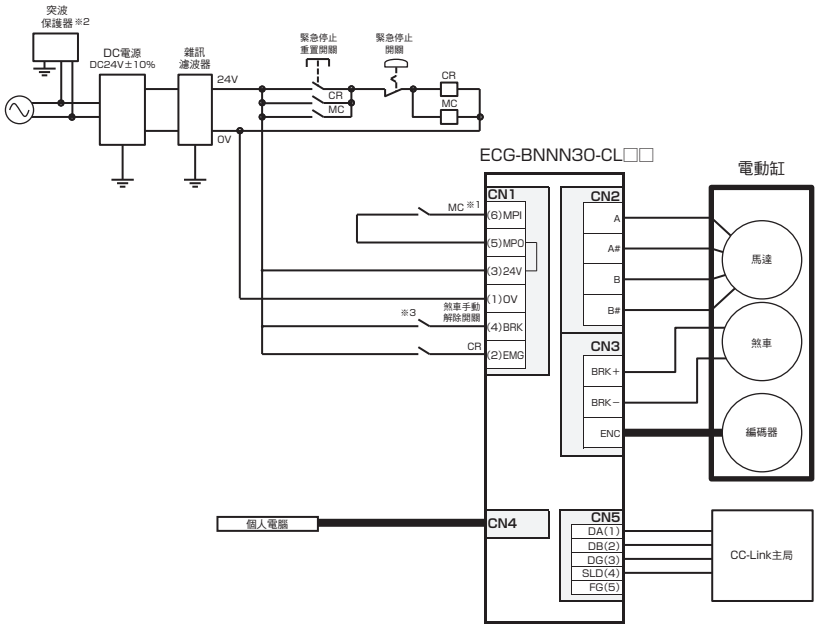 突波
保護器※2
DC電源
DC24V±10%
雜訊
濾波器
24V
0V
緊急停止
重置開關
緊急停止
開關
CR
MC
CR
MC
ECG-BNNN30-CL□□
電動缸
CN1
(6)MPI
(5)MPO
(3)24V
(1)0V
(4)BRK
(2)EMG
MC※1
※3
煞車手動
解除開關
CR
CN2
A
A#
B
B#
CN3
BRK+
BRK−
ENC
馬達
煞車
編碼器
個人電腦
CN4
CN5
DA(1)
DB(2)
DG(3)
SLD(4)
FG(5)
CC-Link主局